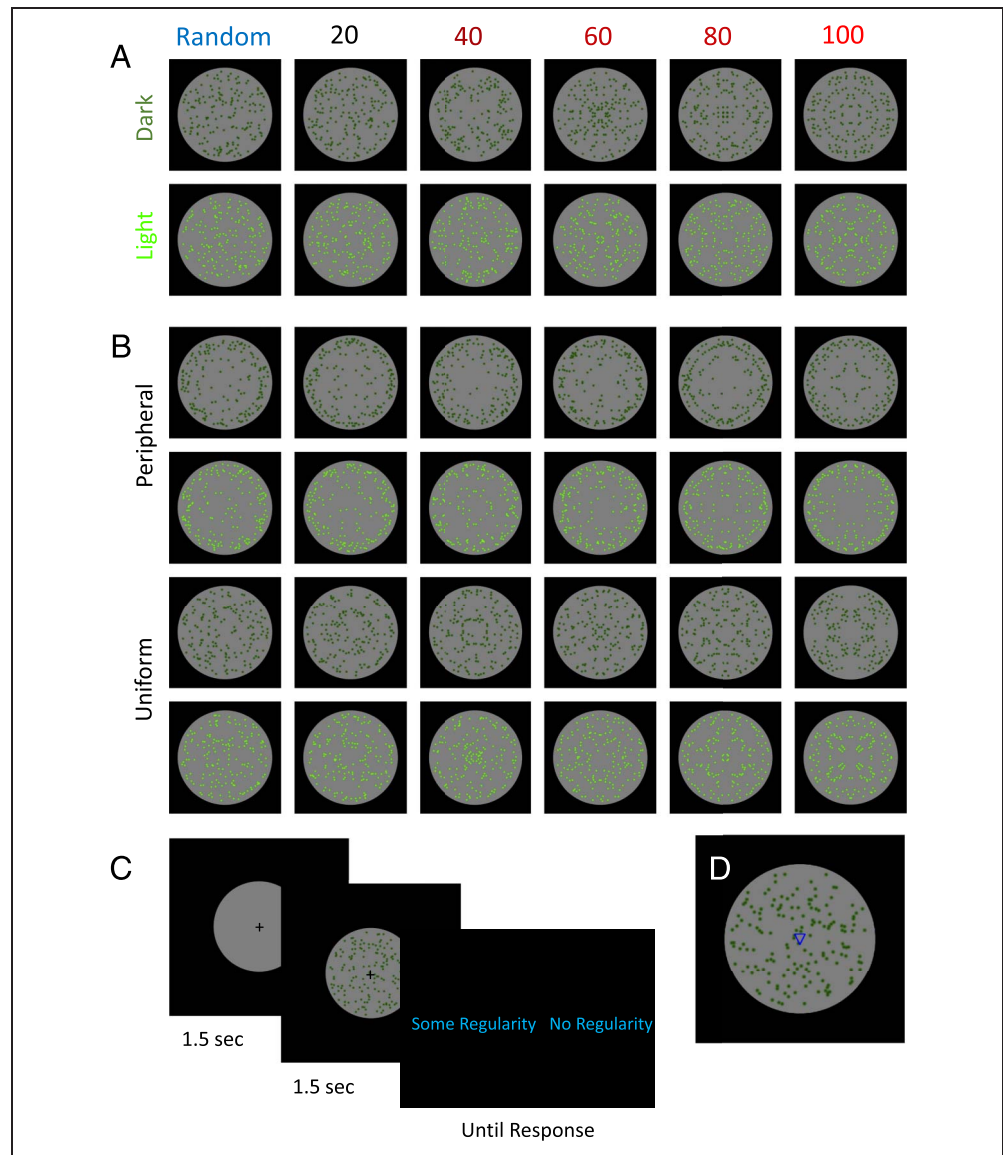 Random 20 40 60 80 100
A
Dark
Light
B
Peripheral
Uniform
C
D
Some Regularity No Regularity
1.5 sec
1.5 sec
Until Response